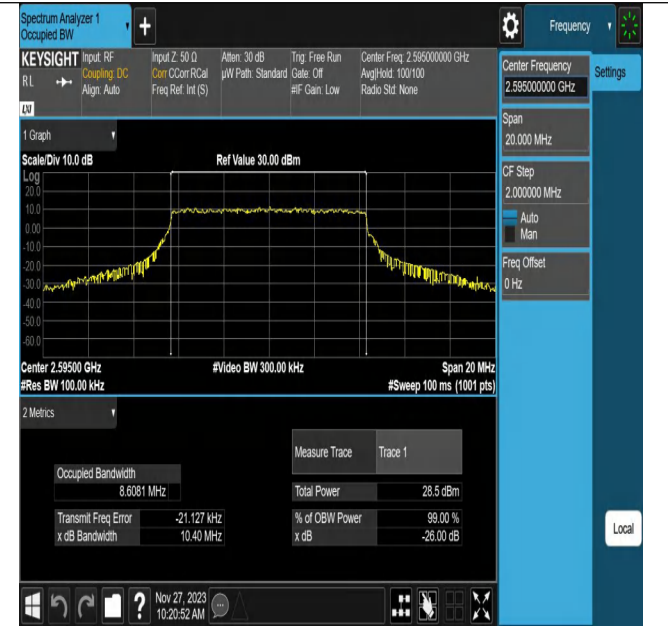 Spectrum Analyzer 1
Occupied BW
+
Frequency
KEYSIGHT
RL
LXI
Input: RF
Coupling: DC
Align: Auto
Input Z: 50 Ω
Corr CCorr RCal
Freq Ref: Int (S)
Atten: 30 dB
µW Path: Standard
Trig: Free Run
Gate: Off
#IF Gain: Low
Center Freq: 2.595000000 GHz
Avg|Hold: 100/100
Radio Std: None
Center Frequency
2.595000000 GHz
Settings
Span
20.000 MHz
CF Step
2.000000 MHz
Auto
Man
Freq Offset
0 Hz
1 Graph
Scale/Div 10.0 dB
Ref Value 30.00 dBm
Log
20.0
10.0
0.00
-10.0
-20.0
-30.0
-40.0
-50.0
-60.0
Center 2.59500 GHz
#Video BW 300.00 kHz
Span 20 MHz
#Res BW 100.00 kHz
#Sweep 100 ms (1001 pts)
2 Metrics
Measure Trace Trace 1
Occupied Bandwidth
8.6081 MHz
Total Power 28.5 dBm
Transmit Freq Error -21.127 kHz
% of OBW Power 99.00 %
x dB Bandwidth 10.40 MHz
x dB -26.00 dB
Local
?
Nov 27, 2023
10:20:52 AM